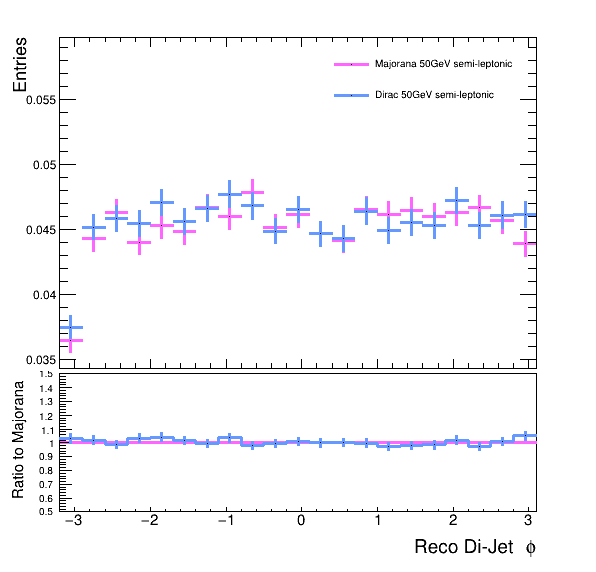 Entries
Majorana 50GeV semi-leptonic
Dirac 50GeV semi-leptonic
0.055
0.05
0.045
0.04
0.035
Ratio to Majorana
1.5
1.4
1.3
1.2
1.1
1
0.9
0.8
0.7
0.6
0.5
−3 −2 −1 0 1 2 3
Reco Di-Jet ϕ